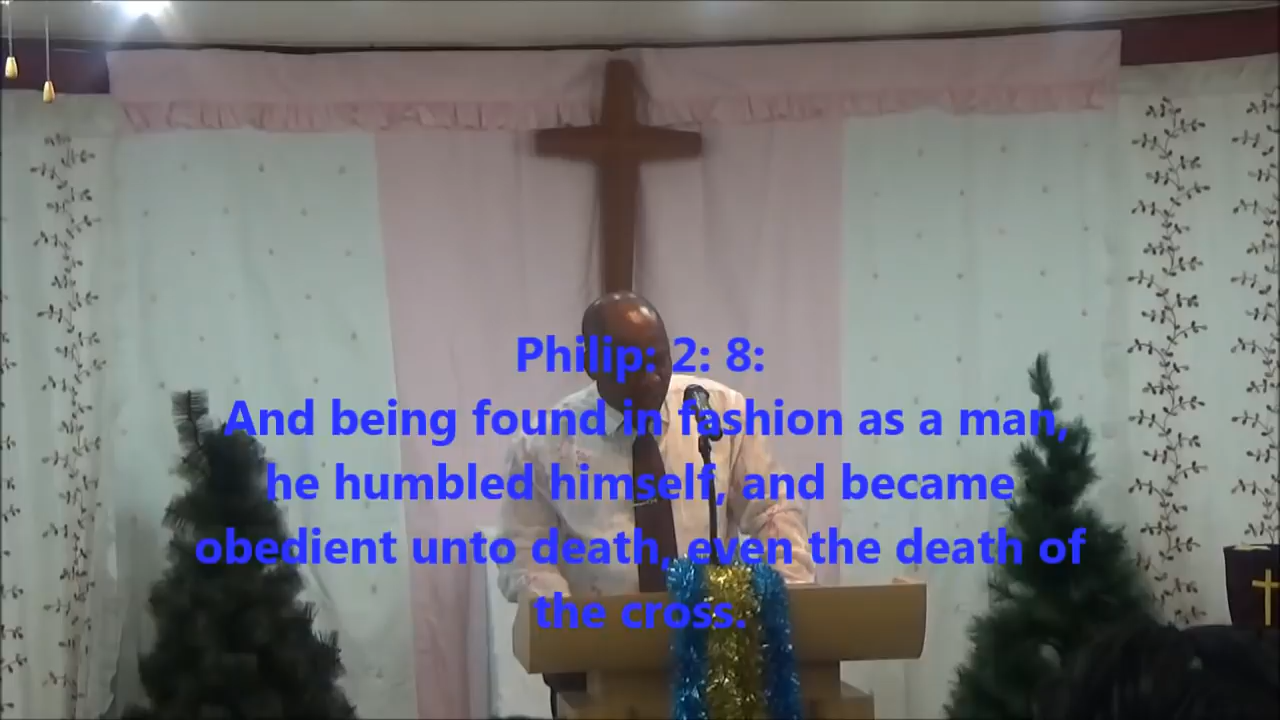 Philip: 2: 8:
And being found in fashion as a man,
he humbled himself, and became
obedient unto death, even the death of
the cross.